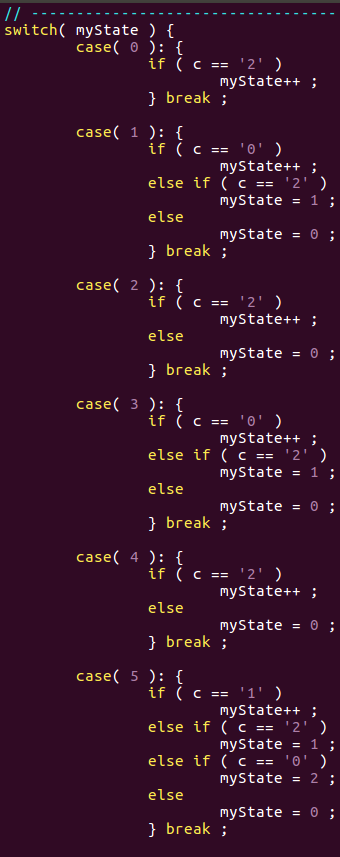 // ----------------------------------
switch( myState ) {
        case( 0 ): {
                if ( c == '2' )
                        myState++ ;
                } break ;

        case( 1 ): {
                if ( c == '0' )
                        myState++ ;
                else if ( c == '2' )
                        myState = 1 ;
                else
                        myState = 0 ;
                } break ;

        case( 2 ): {
                if ( c == '2' )
                        myState++ ;
                else
                        myState = 0 ;
                } break ;

        case( 3 ): {
                if ( c == '0' )
                        myState++ ;
                else if ( c == '2' )
                        myState = 1 ;
                else
                        myState = 0 ;
                } break ;

        case( 4 ): {
                if ( c == '2' )
                        myState++ ;
                else
                        myState = 0 ;
                } break ;

        case( 5 ): {
                if ( c == '1' )
                        myState++ ;
                else if ( c == '2' )
                        myState = 1 ;
                else if ( c == '0' )
                        myState = 2 ;
                else
                        myState = 0 ;
                } break ;